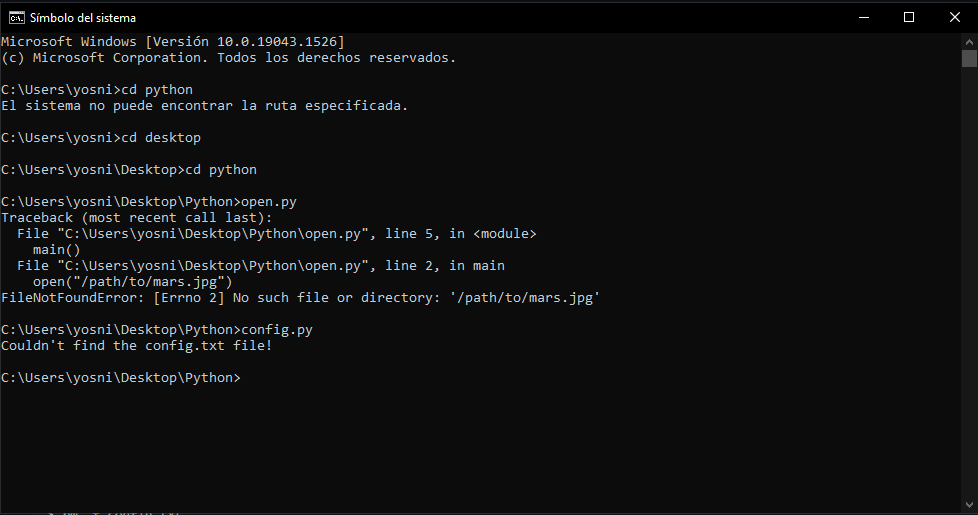 Símbolo del sistema
Microsoft Windows [Versión 10.0.19043.1526]
(c) Microsoft Corporation. Todos los derechos reservados.
C:\Users\yosni>cd python
El sistema no puede encontrar la ruta especificada.
C:\Users\yosni>cd desktop
C:\Users\yosni\Desktop>cd python
C:\Users\yosni\Desktop\Python>open.py
Traceback (most recent call last):
  File "C:\Users\yosni\Desktop\Python\open.py", line 5, in <module>
    main()
  File "C:\Users\yosni\Desktop\Python\open.py", line 2, in main
    open("/path/to/mars.jpg")
FileNotFoundError: [Errno 2] No such file or directory: '/path/to/mars.jpg'
C:\Users\yosni\Desktop\Python>config.py
Couldn't find the config.txt file!
C:\Users\yosni\Desktop\Python>